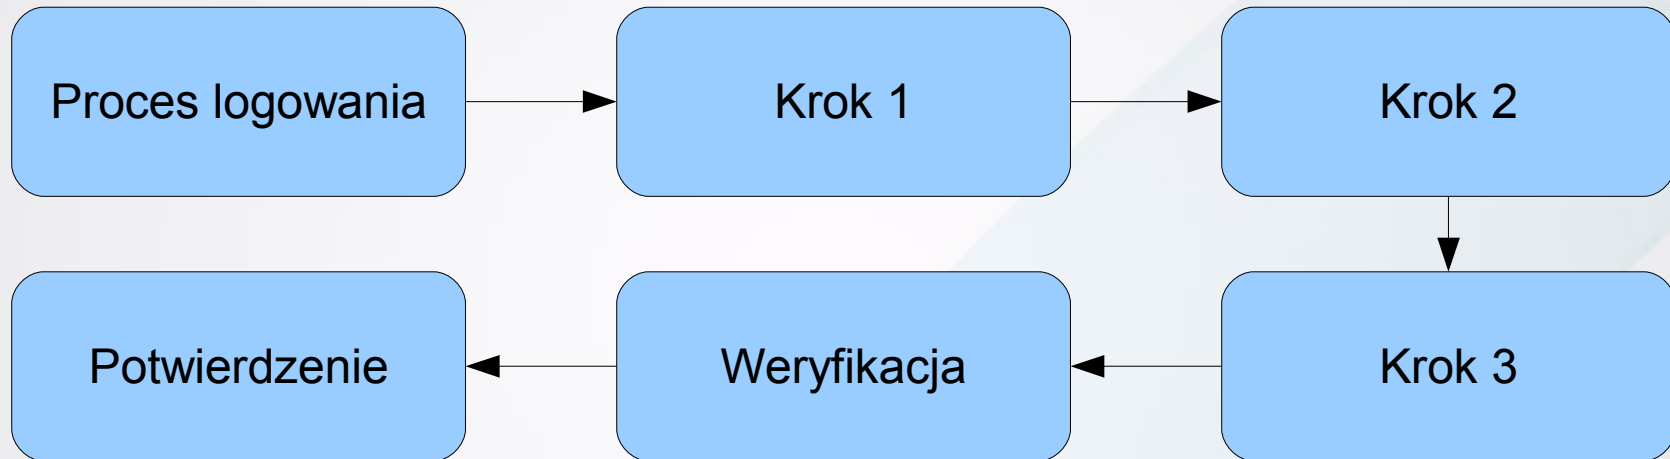 Proces logowania
Krok 1
Krok 2
Potwierdzenie
Weryfikacja
Krok 3